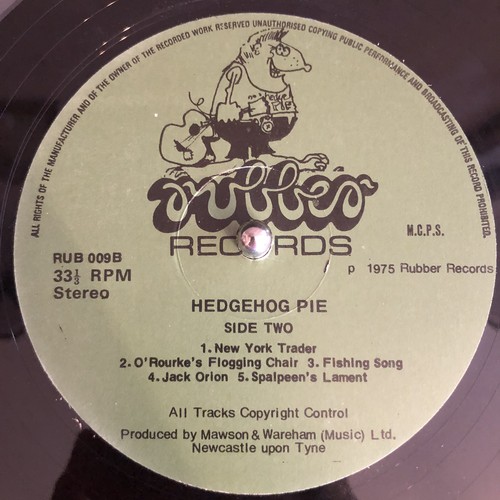 ALL RIGHTS OF THE MANUFACTURER AND OF THE OWNER OF THE RECORDED WORK RESERVED UNAUTHORISED COPYING PUBLIC PERFORMANCE AND BROADCASTING OF THIS RECORD PROHIBITED.
rubber
RECORDS
M.C.P.S.
RUB 009B
33⅓ RPM
Stereo
p 1975 Rubber Records
HEDGEHOG PIE
SIDE TWO
1. New York Trader
2. O'Rourke's Flogging Chair 3. Fishing Song
4. Jack Orion 5. Spalpeen's Lament
All Tracks Copyright Control
Produced by Mawson & Wareham (Music) Ltd.
Newcastle upon Tyne